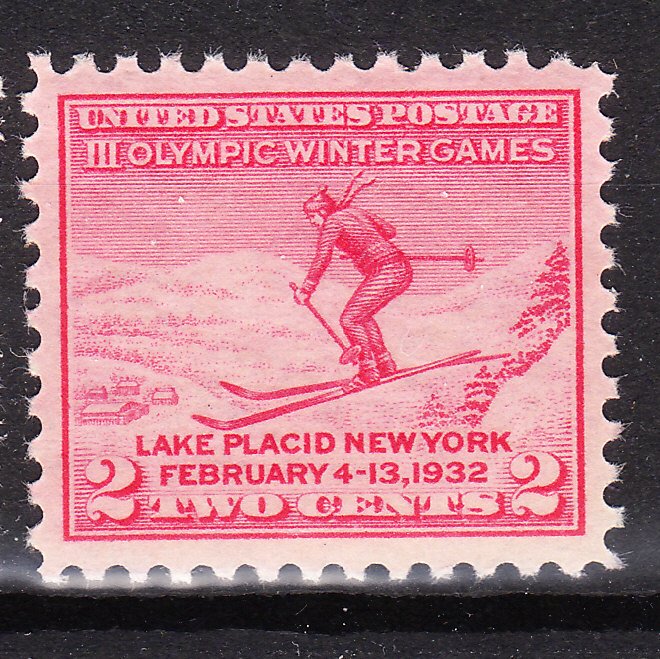 UNITED STATES POSTAGE
III OLYMPIC WINTER GAMES
LAKE PLACID NEW YORK
FEBRUARY 4-13, 1932
2 TWO CENTS 2